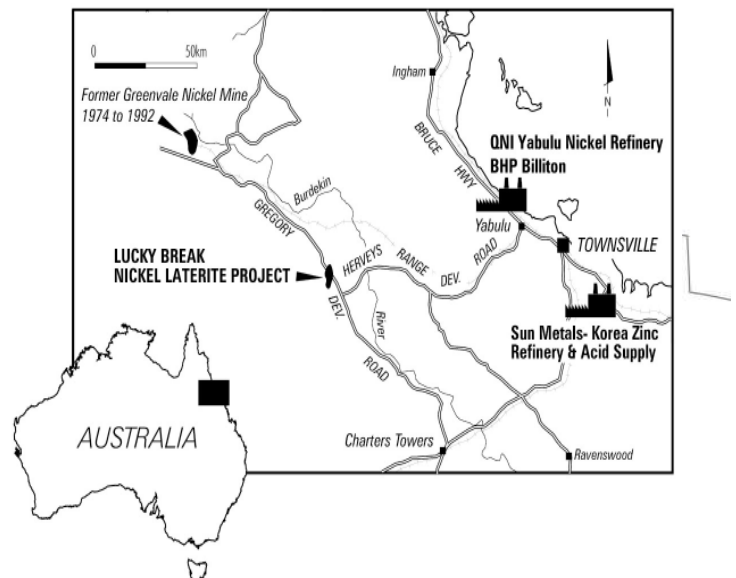 0 50km
Ingham
Former Greenvale Nickel Mine
1974 to 1992
N
BRUCE HWY
QNI Yabulu Nickel Refinery
BHP Billiton
Burdekin
GREGORY
Yabulu
TOWNSVILLE
LUCKY BREAK
NICKEL LATERITE PROJECT
HERVEYS RANGE DEV. ROAD
DEV.
River
ROAD
Sun Metals- Korea Zinc
Refinery & Acid Supply
AUSTRALIA
Charters Towers
Ravenswood